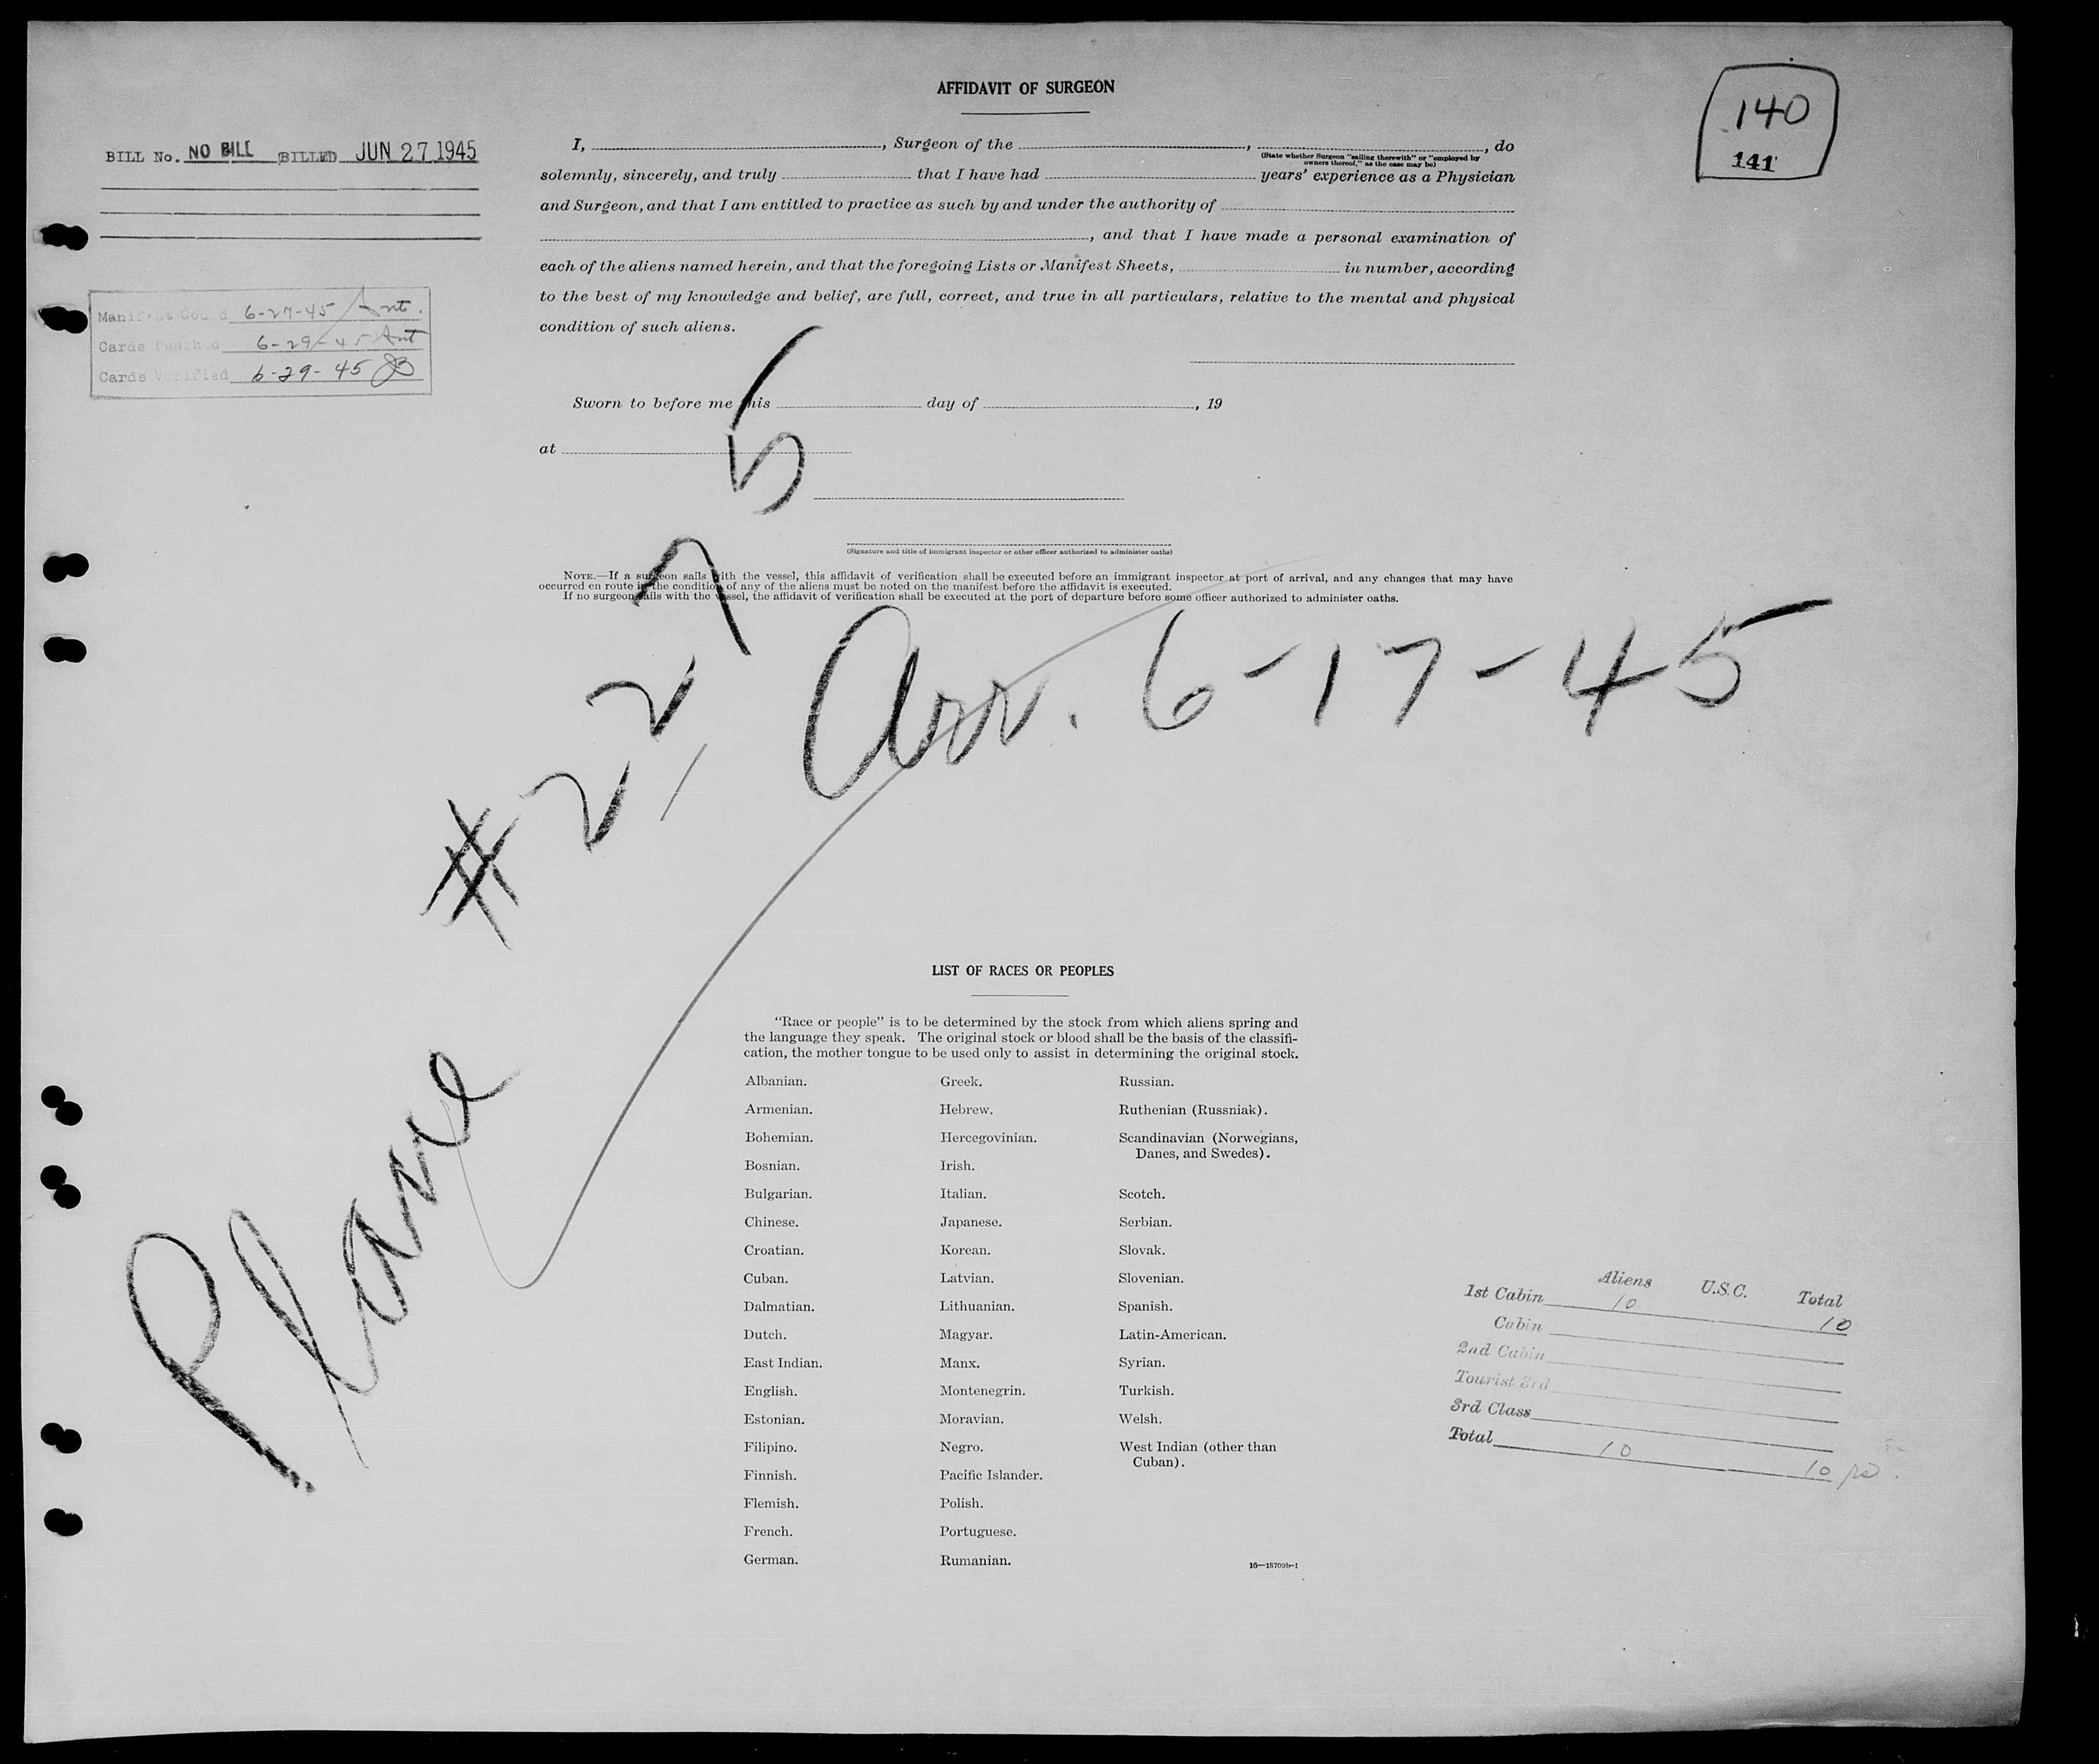 AFFIDAVIT OF SURGEON
140
141
BILL No. NO BILL BILLED JUN 27 1945
I, , Surgeon of the , , do
(State whether Surgeon "sailing therewith" or "employed by
owners thereof," as the case may be)
solemnly, sincerely, and truly that I have had years' experience as a Physician
and Surgeon, and that I am entitled to practice as such by and under the authority of
, and that I have made a personal examination of
each of the aliens named herein, and that the foregoing Lists or Manifest Sheets, in number, according
to the best of my knowledge and belief, are full, correct, and true in all particulars, relative to the mental and physical
condition of such aliens.
Manifest Coded 6-27-45
Cards Punched 6-29-45
Cards Verified 6-29-45
Sworn to before me this day of , 19
at
(Signature and title of immigrant inspector or other officer authorized to administer oaths)
NOTE.—If a surgeon sails with the vessel, this affidavit of verification shall be executed before an immigrant inspector at port of arrival, and any changes that may have
occurred en route in the condition of any of the aliens must be noted on the manifest before the affidavit is executed.
If no surgeon sails with the vessel, the affidavit of verification shall be executed at the port of departure before some officer authorized to administer oaths.
Plane #2,275
Arr. 6-17-45
LIST OF RACES OR PEOPLES
"Race or people" is to be determined by the stock from which aliens spring and
the language they speak. The original stock or blood shall be the basis of the classifi-
cation, the mother tongue to be used only to assist in determining the original stock.
Albanian. Greek. Russian.
Armenian. Hebrew. Ruthenian (Russniak).
Bohemian. Hercegovinian. Scandinavian (Norwegians,
Danes, and Swedes).
Bosnian. Irish.
Bulgarian. Italian. Scotch.
Chinese. Japanese. Serbian.
Croatian. Korean. Slovak.
Cuban. Latvian. Slovenian.
Dalmatian. Lithuanian. Spanish.
Dutch. Magyar. Latin-American.
East Indian. Manx. Syrian.
English. Montenegrin. Turkish.
Estonian. Moravian. Welsh.
Filipino. Negro. West Indian (other than
Cuban).
Finnish. Pacific Islander.
Flemish. Polish.
French. Portuguese.
German. Rumanian.
16—18709b-1
Aliens U.S.C. Total
1st Cabin 10 10
Cabin
2nd Cabin
Tourist 3rd
3rd Class
Total 10 10